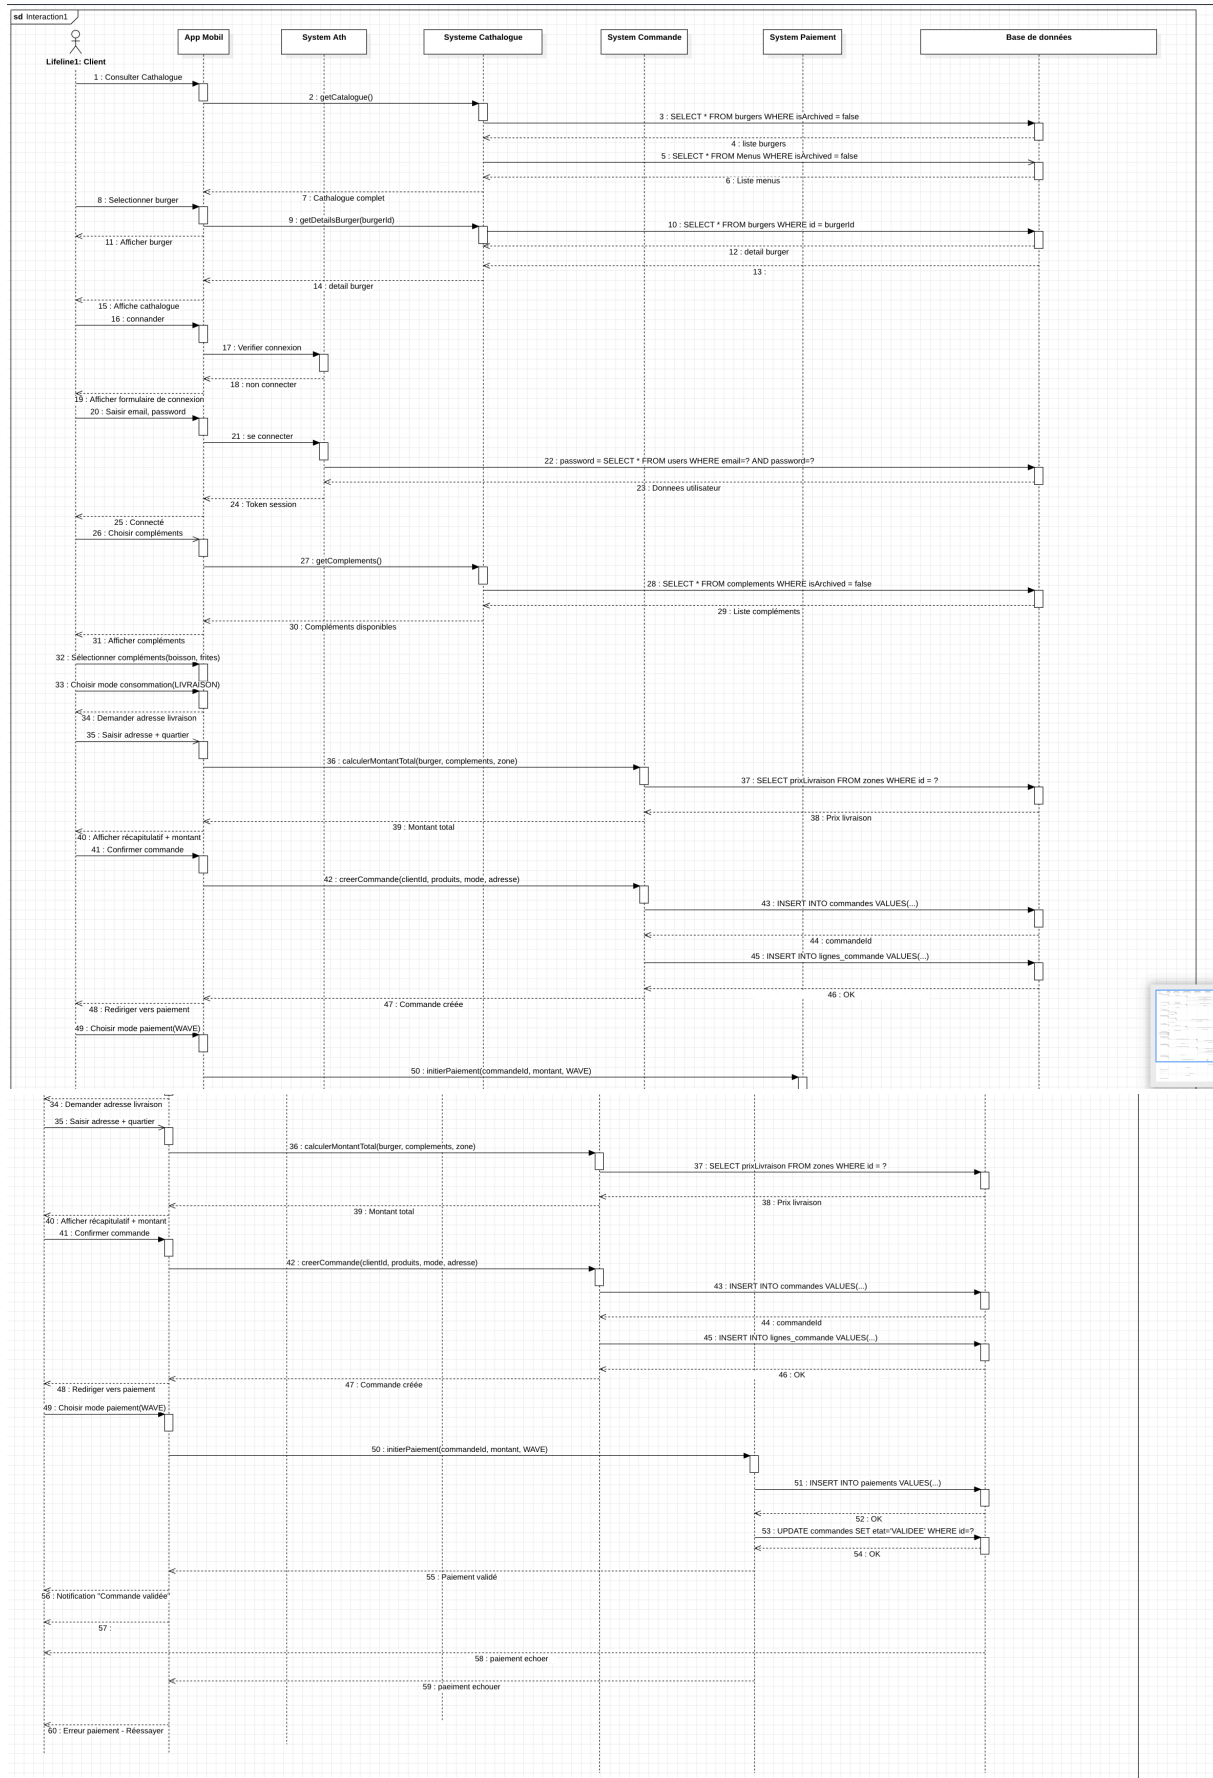 sd Interaction1
Lifeline1: Client
App Mobil
System Ath
Systeme Cathalogue
System Commande
System Paiement
Base de données
1 : Consulter Cathalogue
2 : getCatalogue()
3 : SELECT * FROM burgers WHERE isArchived = false
4 : liste burgers
5 : SELECT * FROM Menus WHERE isArchived = false
6 : Liste menus
7 : Cathalogue complet
8 : Selectionner burger
9 : getDetailsBurger(burgerId)
10 : SELECT * FROM burgers WHERE id = burgerId
11 : Afficher burger
12 : detail burger
13 :
14 : detail burger
15 : Affiche cathalogue
16 : connander
17 : Verifier connexion
18 : non connecter
19 : Afficher formulaire de connexion
20 : Saisir email, password
21 : se connecter
22 : password = SELECT * FROM users WHERE email=? AND password=?
23 : Donnees utilisateur
24 : Token session
25 : Connecté
26 : Choisir compléments
27 : getComplements()
28 : SELECT * FROM complements WHERE isArchived = false
29 : Liste compléments
30 : Compléments disponibles
31 : Afficher compléments
32 : Sélectionner compléments(boisson, frites)
33 : Choisir mode consommation(LIVRAISON)
34 : Demander adresse livraison
35 : Saisir adresse + quartier
36 : calculerMontantTotal(burger, complements, zone)
37 : SELECT prixLivraison FROM zones WHERE id = ?
38 : Prix livraison
39 : Montant total
40 : Afficher récapitulatif + montant
41 : Confirmer commande
42 : creerCommande(clientId, produits, mode, adresse)
43 : INSERT INTO commandes VALUES(...)
44 : commandeId
45 : INSERT INTO lignes_commande VALUES(...)
46 : OK
47 : Commande créée
48 : Rediriger vers paiement
49 : Choisir mode paiement(WAVE)
50 : initierPaiement(commandeId, montant, WAVE)
34 : Demander adresse livraison
35 : Saisir adresse + quartier
36 : calculerMontantTotal(burger, complements, zone)
37 : SELECT prixLivraison FROM zones WHERE id = ?
38 : Prix livraison
39 : Montant total
40 : Afficher récapitulatif + montant
41 : Confirmer commande
42 : creerCommande(clientId, produits, mode, adresse)
43 : INSERT INTO commandes VALUES(...)
44 : commandeId
45 : INSERT INTO lignes_commande VALUES(...)
46 : OK
47 : Commande créée
48 : Rediriger vers paiement
49 : Choisir mode paiement(WAVE)
50 : initierPaiement(commandeId, montant, WAVE)
51 : INSERT INTO paiements VALUES(...)
52 : OK
53 : UPDATE commandes SET etat='VALIDEE' WHERE id=?
54 : OK
55 : Paiement validé
56 : Notification "Commande validée"
57 :
58 : paiement echoer
59 : paeiment echouer
60 : Erreur paiement - Réessayer